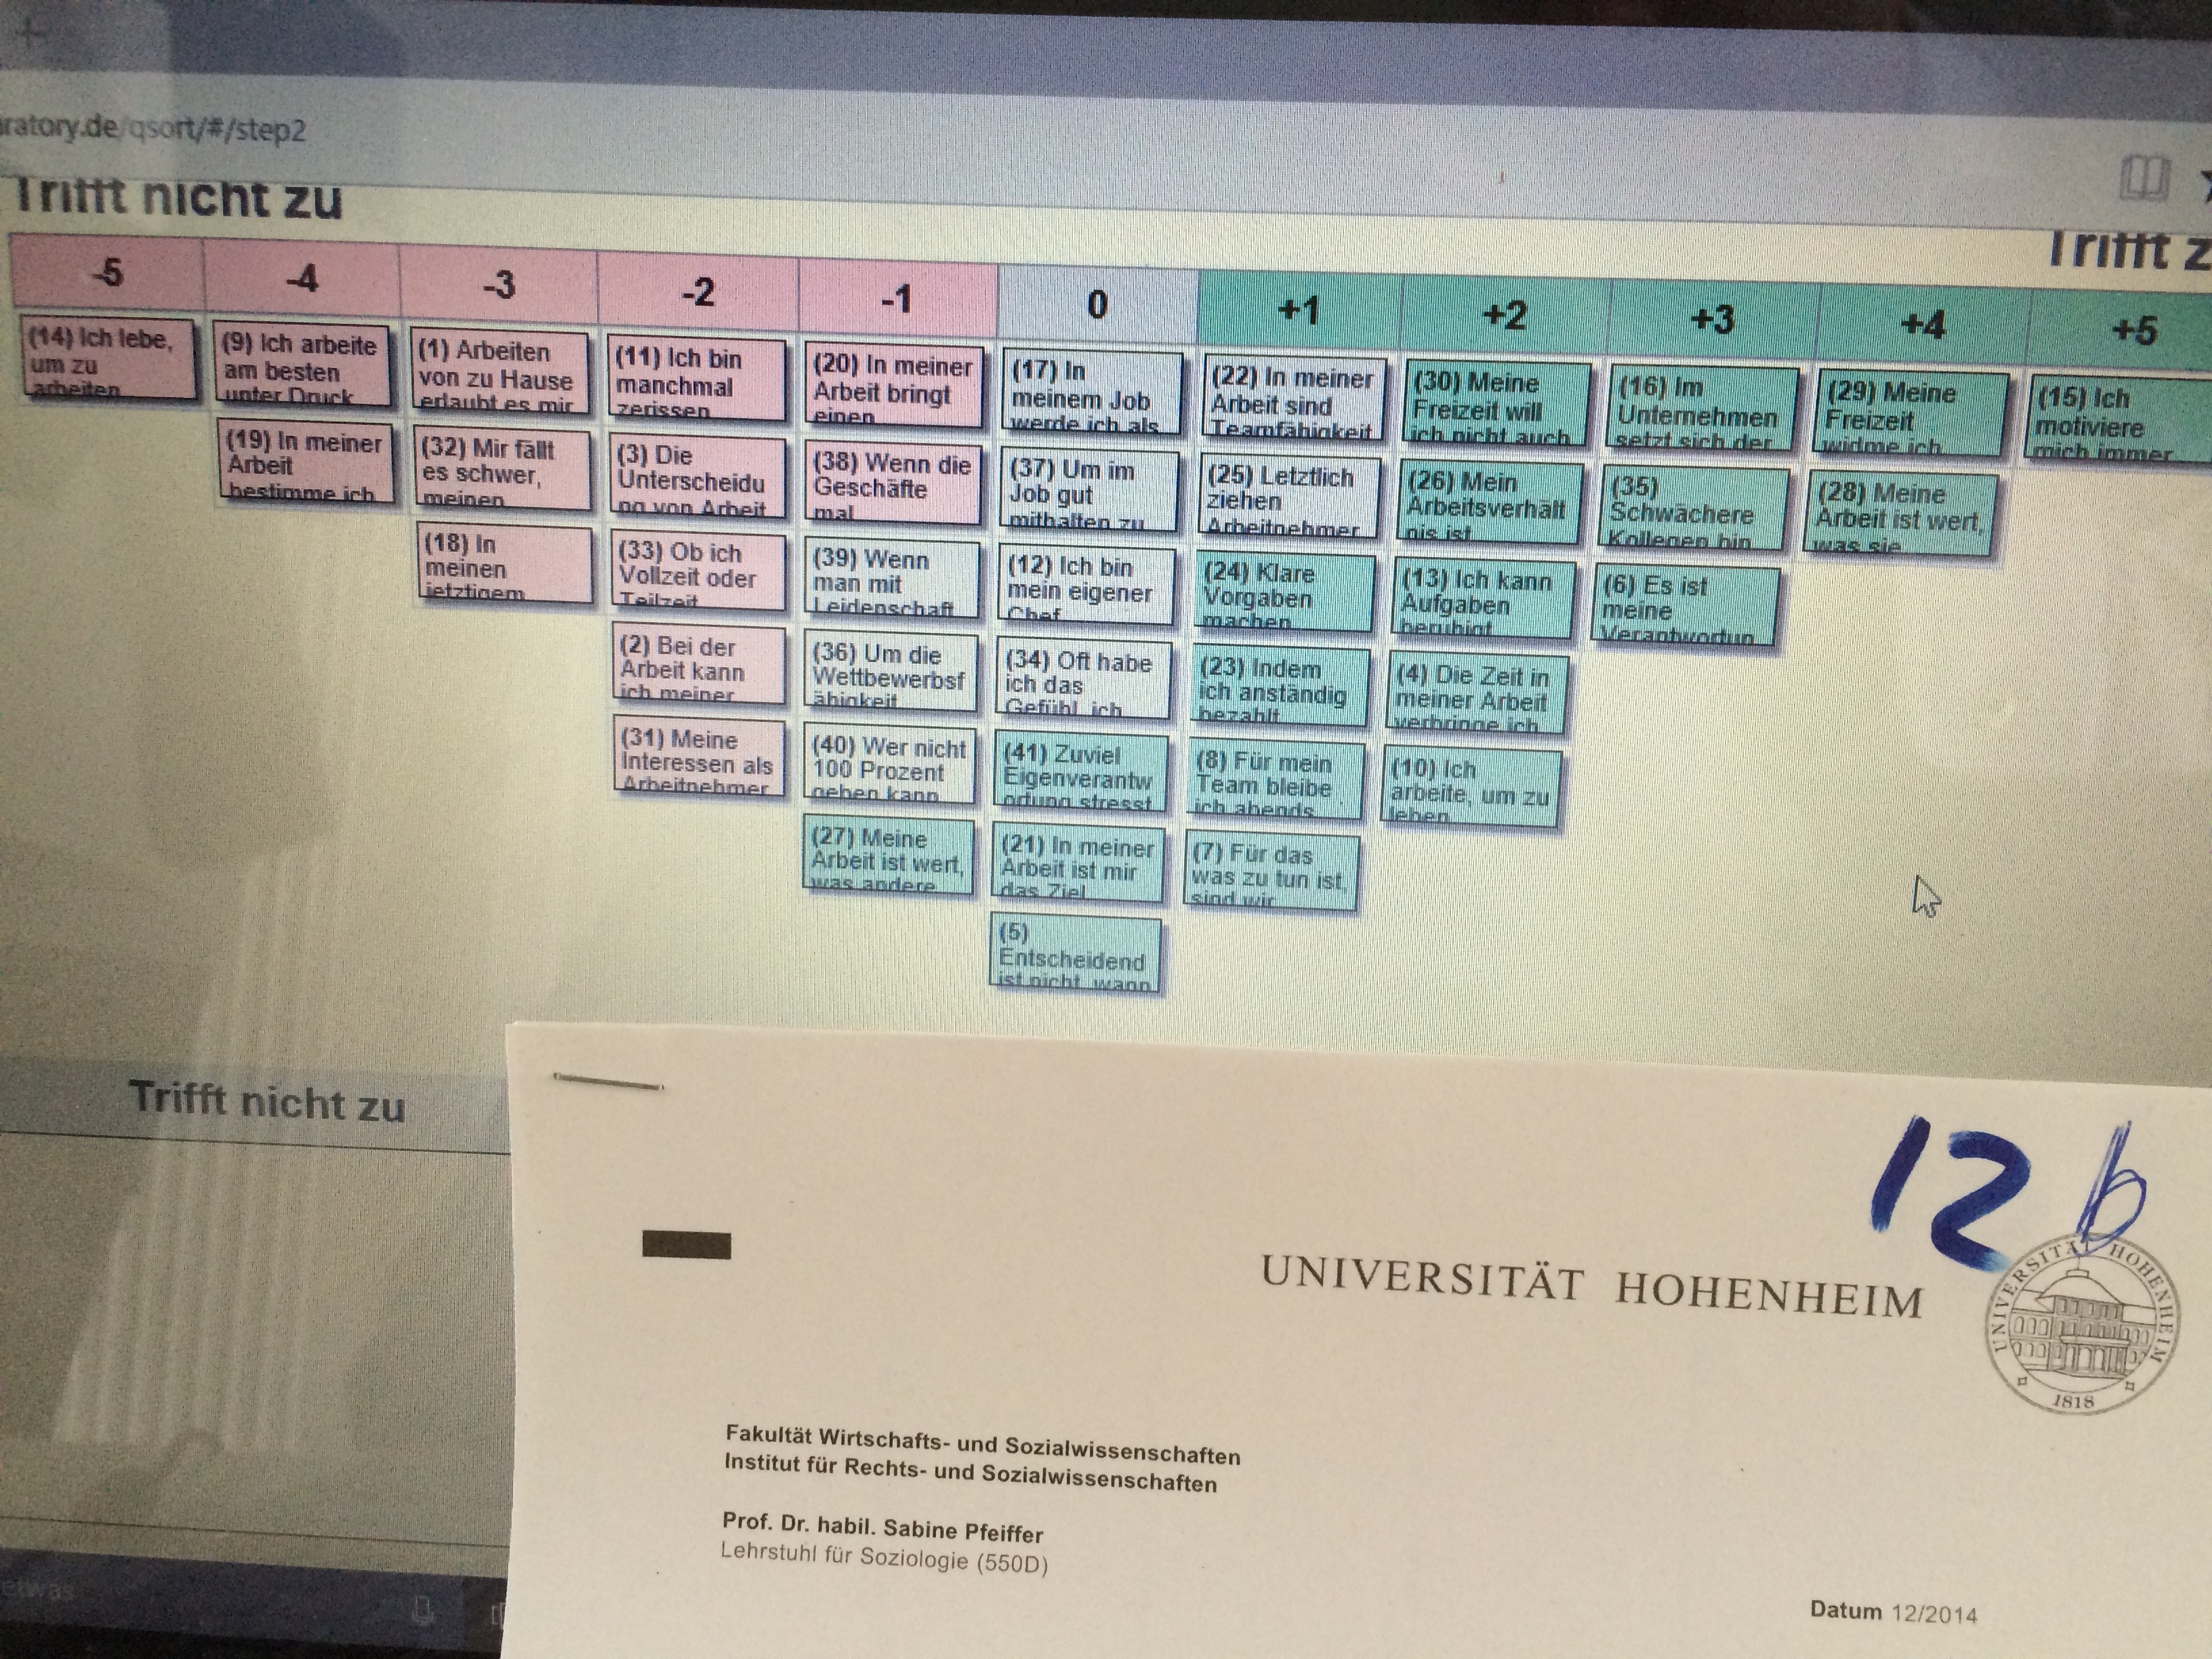 ratory.de/qsort/#/step2
Trifft nicht zu
Trifft z
-5
-4
-3
-2
-1
0
+1
+2
+3
+4
+5
(14) Ich lebe,
um zu
arbeiten
(9) Ich arbeite
am besten
unter Druck
(19) In meiner
Arbeit
bestimme ich
(1) Arbeiten
von zu Hause
erlaubt es mir
(32) Mir fällt
es schwer,
meinen
(18) In
meinen
jetztigem
(11) Ich bin
manchmal
zerissen
(3) Die
Unterscheidu
ng von Arbeit
(33) Ob ich
Vollzeit oder
Teilzeit
(2) Bei der
Arbeit kann
ich meiner
(31) Meine
Interessen als
Arbeitnehmer
(20) In meiner
Arbeit bringt
einen
(38) Wenn die
Geschäfte
mal
(39) Wenn
man mit
Leidenschaft
(36) Um die
Wettbewerbsf
ähigkeit
(40) Wer nicht
100 Prozent
geben kann
(27) Meine
Arbeit ist wert,
was andere
(17) In
meinem Job
werde ich als
(37) Um im
Job gut
mithalten zu
(12) Ich bin
mein eigener
Chef
(34) Oft habe
ich das
Gefühl, ich
(41) Zuviel
Eigenverantw
ortung stresst
(21) In meiner
Arbeit ist mir
das Ziel
(5)
Entscheidend
ist nicht, wann
(22) In meiner
Arbeit sind
Teamfähigkeit
(25) Letztlich
ziehen
Arbeitnehmer
(24) Klare
Vorgaben
machen
(23) Indem
ich anständig
bezahlt
(8) Für mein
Team bleibe
ich abends
(7) Für das
was zu tun ist,
sind wir
(30) Meine
Freizeit will
ich nicht auch
(26) Mein
Arbeitsverhält
nis ist
(13) Ich kann
Aufgaben
beruhigt
(4) Die Zeit in
meiner Arbeit
verbringe ich
(10) Ich
arbeite, um zu
leben
(16) Im
Unternehmen
setzt sich der
(35)
Schwächere
Kollegen bin
(6) Es ist
meine
Verantwortun
(29) Meine
Freizeit
widme ich
(28) Meine
Arbeit ist wert,
was sie
(15) Ich
motiviere
mich immer
Trifft nicht zu
etwas
12 b
UNIVERSITÄT HOHENHEIM
UNIVERSITÄT HOHENHEIM
UNIVERSITÄT HOHENHEIM
1818
Fakultät Wirtschafts- und Sozialwissenschaften
Institut für Rechts- und Sozialwissenschaften
Prof. Dr. habil. Sabine Pfeiffer
Lehrstuhl für Soziologie (550D)
Datum 12/2014